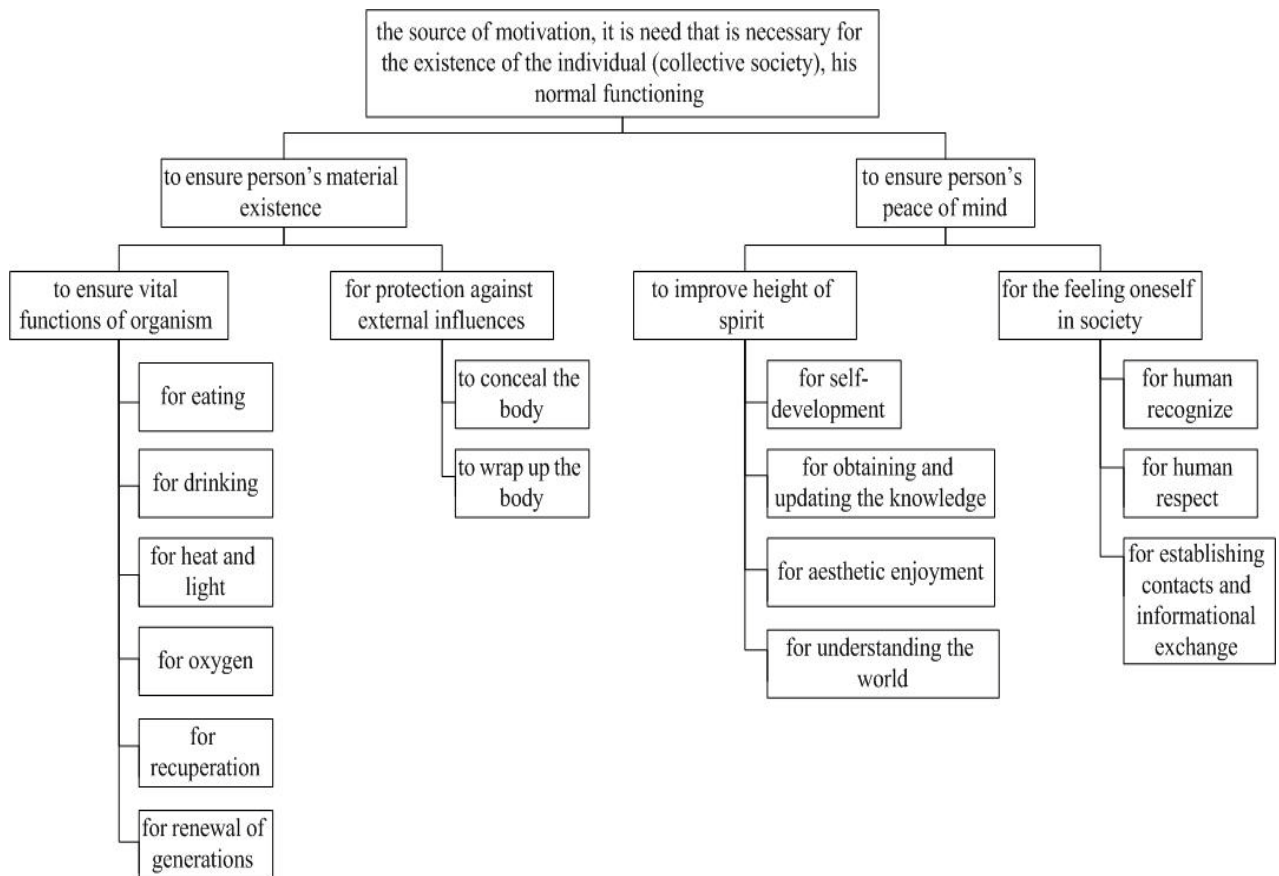 the source of motivation, it is need that is necessary for
the existence of the individual (collective society), his
normal functioning
to ensure person's material
existence
to ensure person's
peace of mind
to ensure vital
functions of organism
for protection against
external influences
to improve height of
spirit
for the feeling oneself
in society
for eating
for drinking
for heat and
light
for oxygen
for
recuperation
for renewal of
generations
to conceal the
body
to wrap up the
body
for self-
development
for obtaining and
updating the knowledge
for aesthetic enjoyment
for understanding the
world
for human
recognize
for human
respect
for establishing
contacts and
informational
exchange